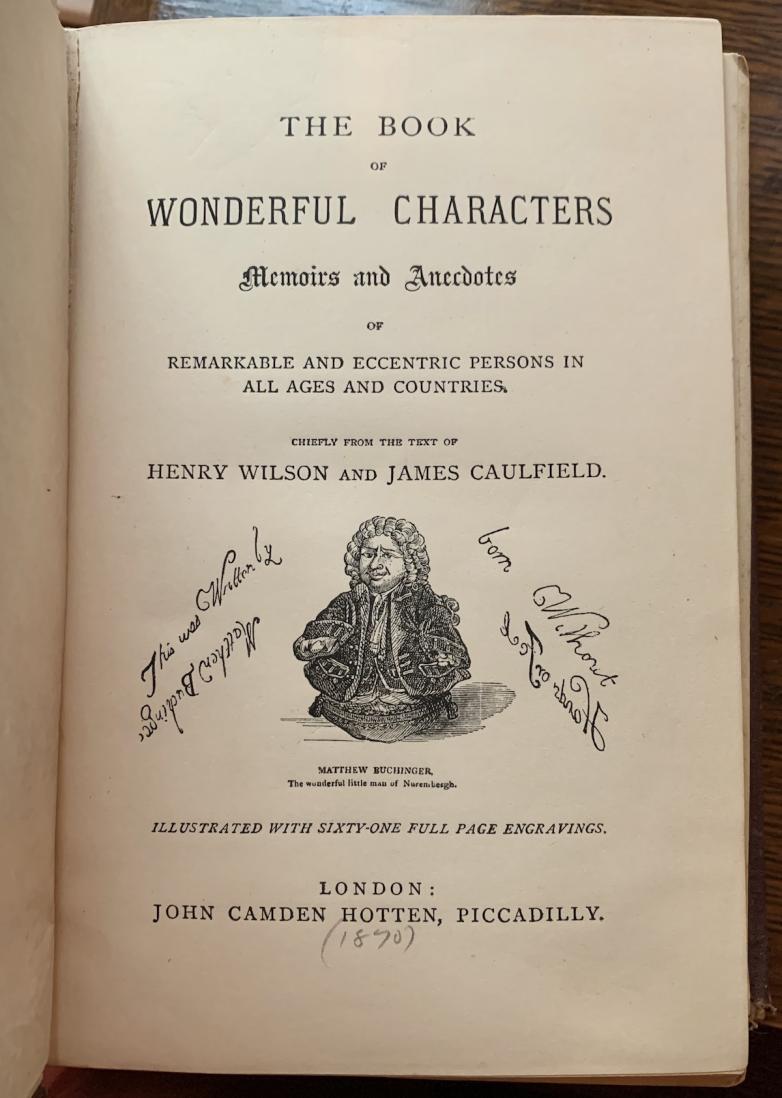 THE BOOK
OF
WONDERFUL CHARACTERS
Memoirs and Anecdotes
OF
REMARKABLE AND ECCENTRIC PERSONS IN
ALL AGES AND COUNTRIES.
CHIEFLY FROM THE TEXT OF
HENRY WILSON AND JAMES CAULFIELD.
This was Written by
Matthew Buchinger
born Without
Hands or Feet
MATTHEW BUCHINGER,
The wonderful little man of Nurembergh.
ILLUSTRATED WITH SIXTY-ONE FULL PAGE ENGRAVINGS.
LONDON:
JOHN CAMDEN HOTTEN, PICCADILLY.
(1870)